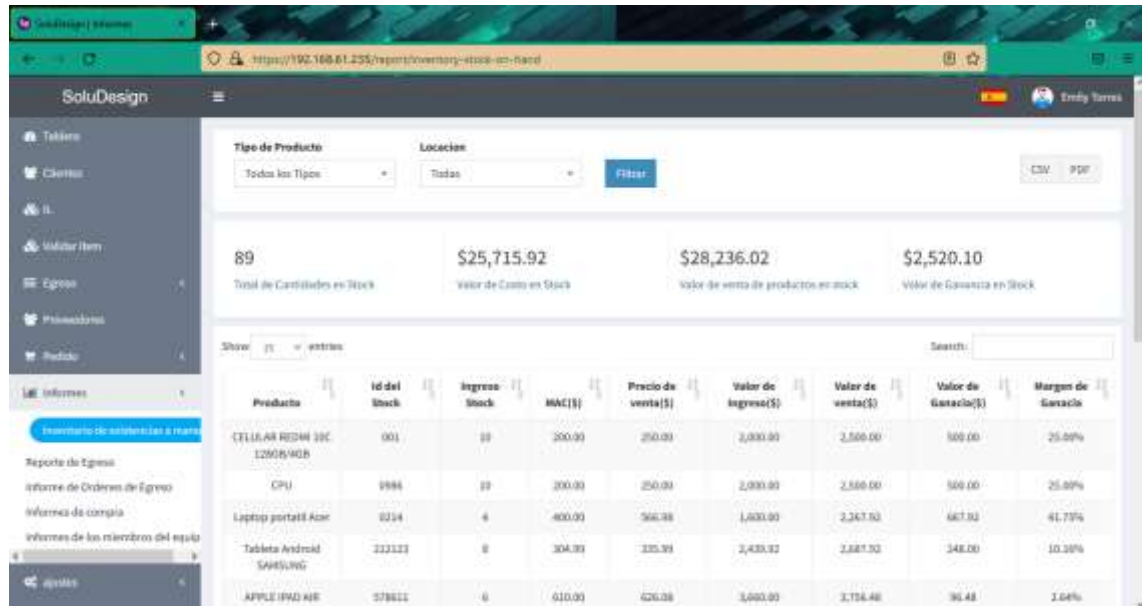 SoluDesign | Informes
https://192.168.61.235/report/inventory-stock-on-hand
SoluDesign
Emily Torres
Tablero
Clientes
IL
Validar Item
Egreso
Proveedores
Pedido
Informes
Inventario de existencias a mano
Reporte de Egreso
Informe de Ordenes de Egreso
Informes de compra
Informes de los miembros del equip
ajustes
Tipo de Producto
Locacion
Todos los Tipos
Todas
Filtrar
CSV
PDF
89
$25,715.92
$28,236.02
$2,520.10
Total de Cantidades en Stock
Valor de Costo en Stock
Valor de venta de productos en stock
Valor de Ganancia en Stock
Show entries
Search:
Producto Id del Stock Ingreso Stock MAC($) Precio de venta($) Valor de Ingreso($) Valor de venta($) Valor de Ganacia($) Margen de Ganacia
CELULAR REDMI 10C 128GB/4GB 001 10 200.00 250.00 2,000.00 2,500.00 500.00 25.00%
CPU 0986 10 200.00 250.00 2,000.00 2,500.00 500.00 25.00%
Laptop portatil Acer 0214 4 400.00 566.98 1,600.00 2,267.92 667.92 41.75%
Tableta Android SAMSUNG 212123 8 304.99 335.99 2,439.92 2,687.92 248.00 10.16%
APPLE IPAD AIR 578611 6 610.00 626.08 3,660.00 3,756.48 96.48 2.64%